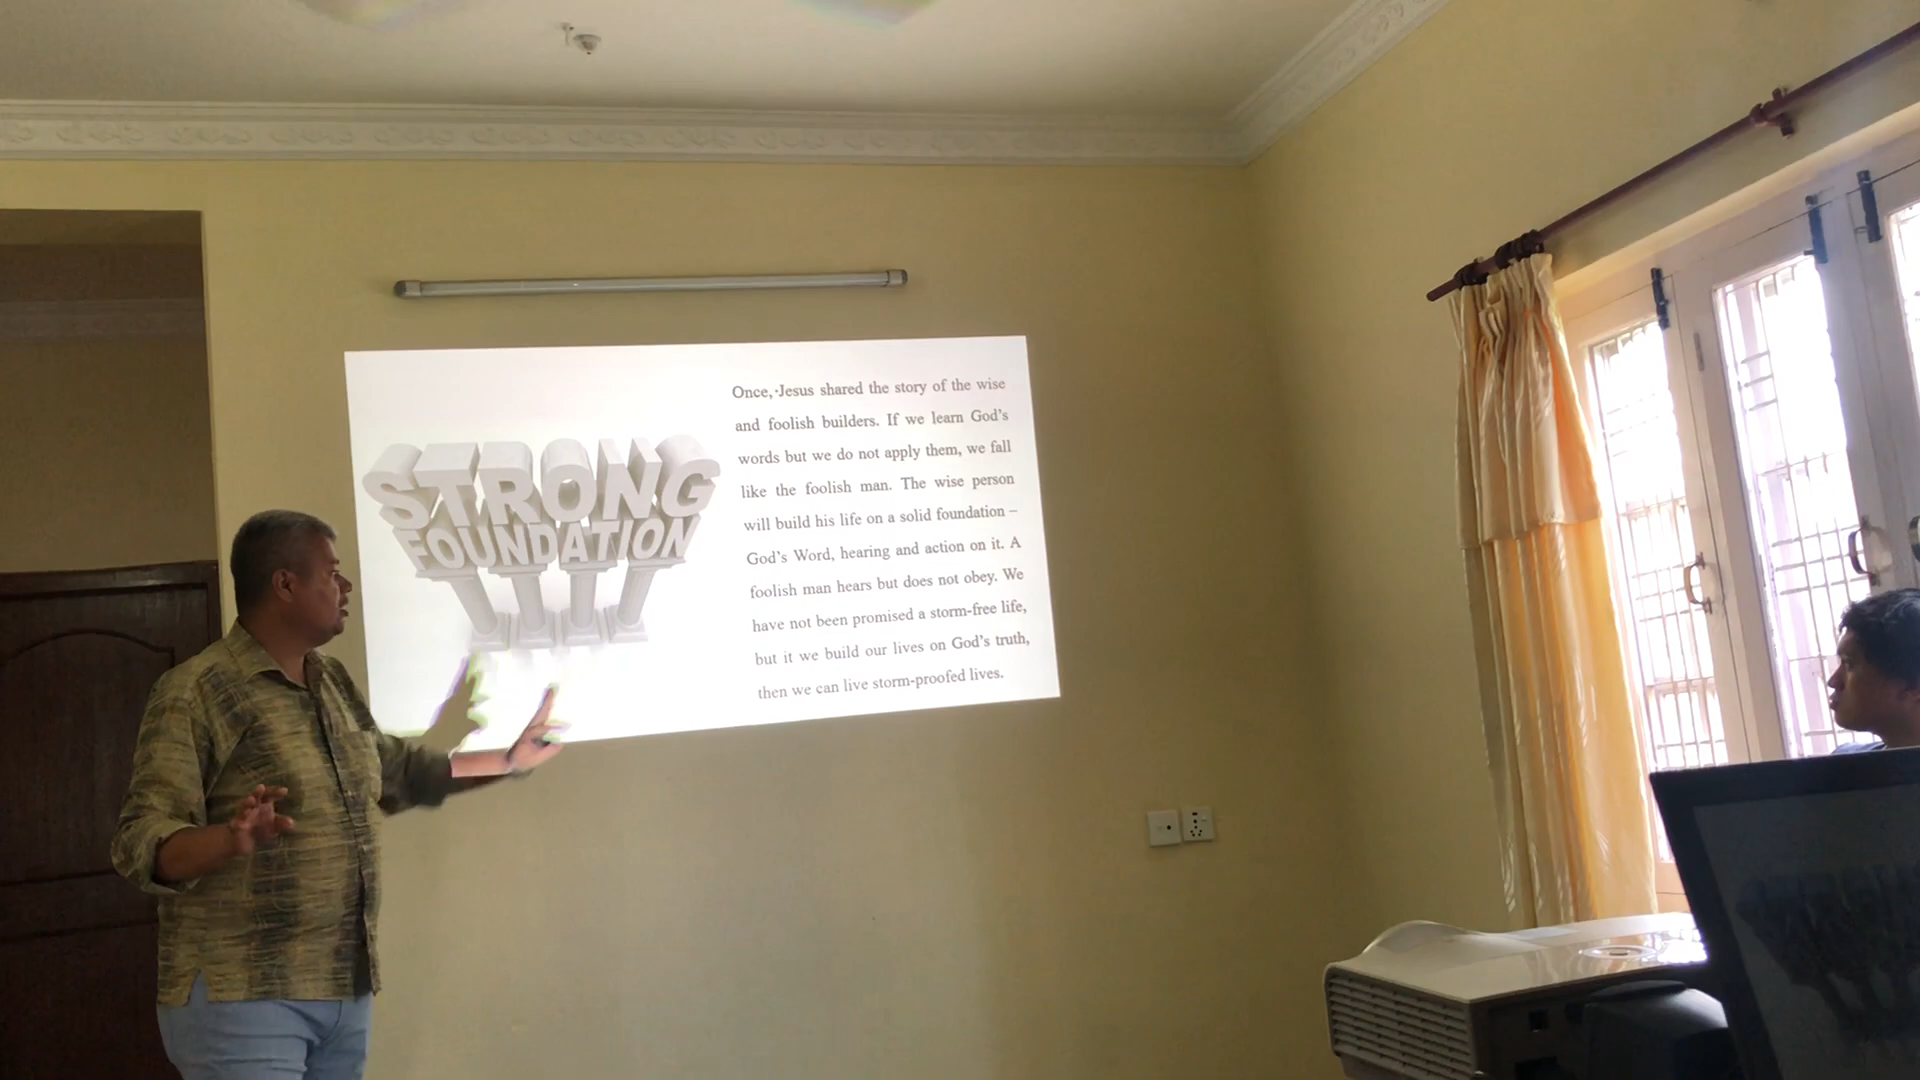 STRONG
FOUNDATION
Once,·Jesus shared the story of the wise
and foolish builders. If we learn God's
words but we do not apply them, we fall
like the foolish man. The wise person
will build his life on a solid foundation –
God's Word, hearing and action on it. A
foolish man hears but does not obey. We
have not been promised a storm-free life,
but it we build our lives on God's truth,
then we can live storm-proofed lives.